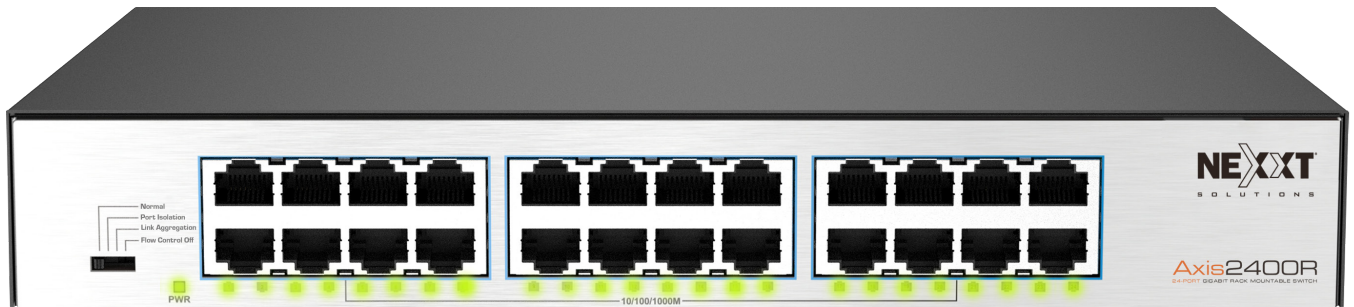 NEXXT
SOLUTIONS
Normal
Port Isolation
Link Aggregation
Flow Control Off
PWR
10/100/1000M
Axis2400R
24-PORT GIGABIT RACK MOUNTABLE SWITCH